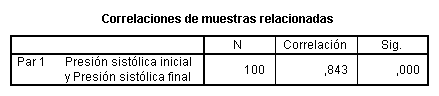 Correlaciones de muestras relacionadas
N Correlación Sig.
Par 1 Presión sistólica inicial
y Presión sistólica final 100 ,843 ,000